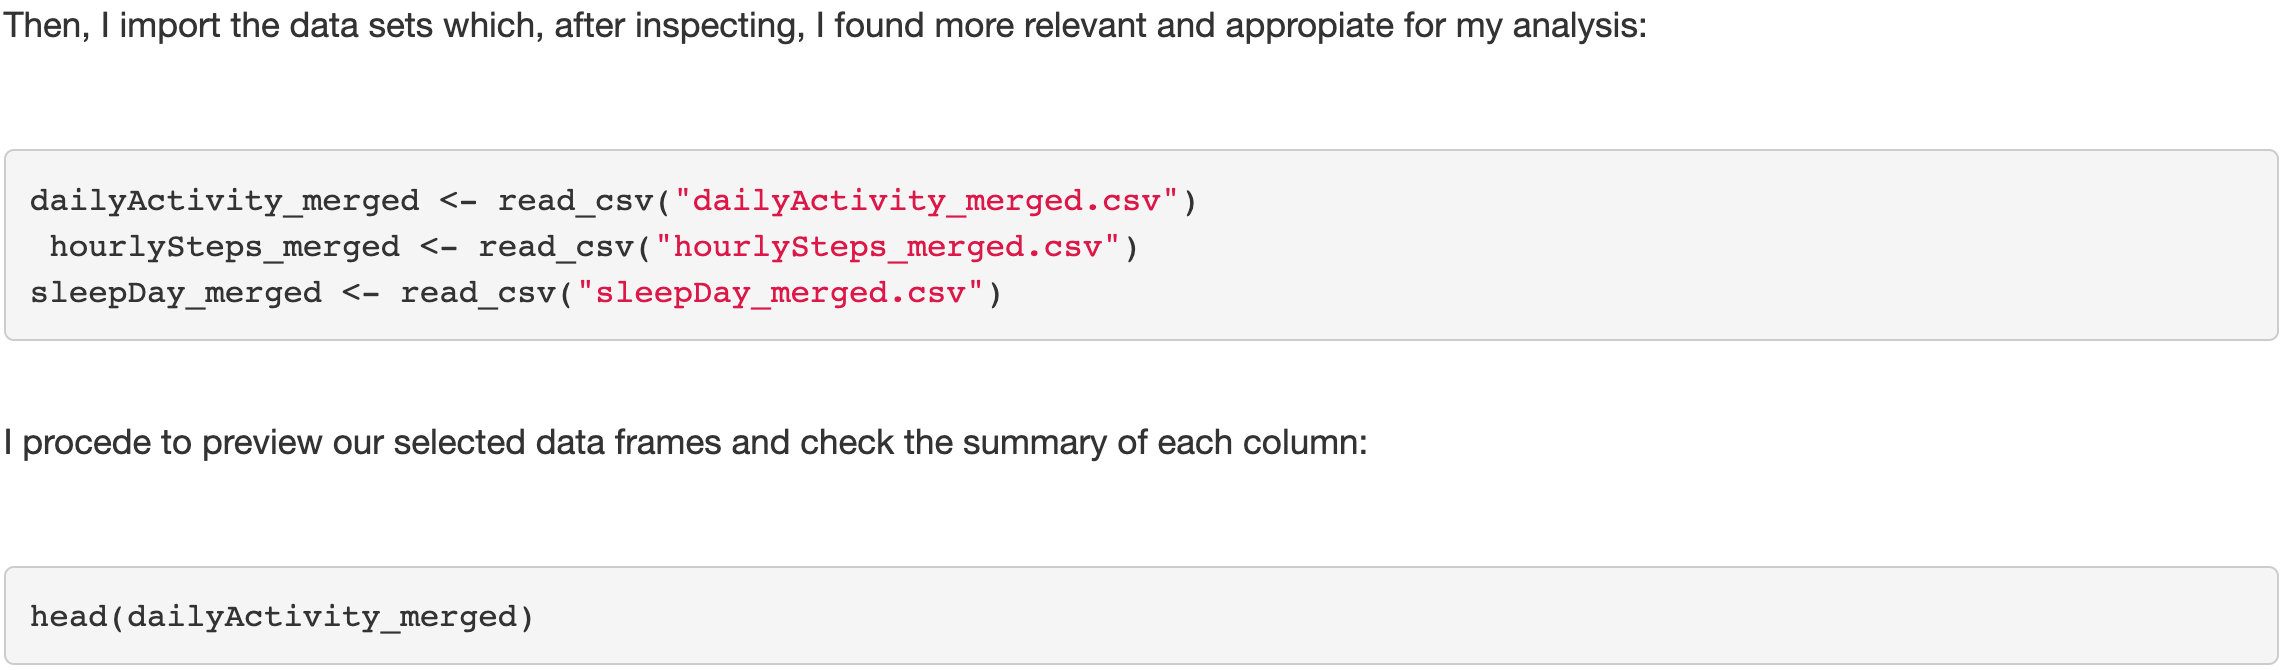 Then, I import the data sets which, after inspecting, I found more relevant and appropiate for my analysis:
dailyActivity_merged <- read_csv("dailyActivity_merged.csv")
 hourlySteps_merged <- read_csv("hourlySteps_merged.csv")
sleepDay_merged <- read_csv("sleepDay_merged.csv")
I procede to preview our selected data frames and check the summary of each column:
head(dailyActivity_merged)